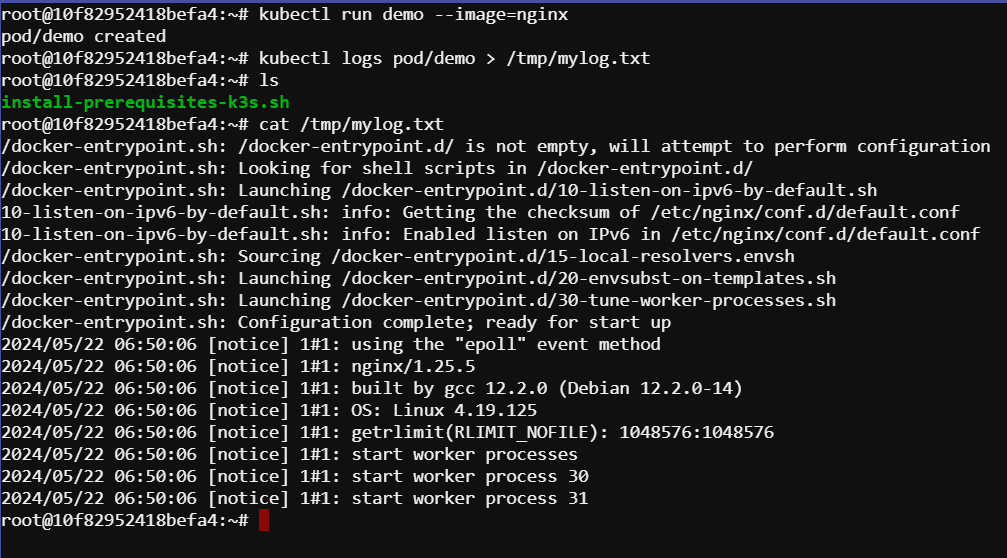 root@10f82952418befa4:~# kubectl run demo --image=nginx
pod/demo created
root@10f82952418befa4:~# kubectl logs pod/demo > /tmp/mylog.txt
root@10f82952418befa4:~# ls
install-prerequisites-k3s.sh
root@10f82952418befa4:~# cat /tmp/mylog.txt
/docker-entrypoint.sh: /docker-entrypoint.d/ is not empty, will attempt to perform configuration
/docker-entrypoint.sh: Looking for shell scripts in /docker-entrypoint.d/
/docker-entrypoint.sh: Launching /docker-entrypoint.d/10-listen-on-ipv6-by-default.sh
10-listen-on-ipv6-by-default.sh: info: Getting the checksum of /etc/nginx/conf.d/default.conf
10-listen-on-ipv6-by-default.sh: info: Enabled listen on IPv6 in /etc/nginx/conf.d/default.conf
/docker-entrypoint.sh: Sourcing /docker-entrypoint.d/15-local-resolvers.envsh
/docker-entrypoint.sh: Launching /docker-entrypoint.d/20-envsubst-on-templates.sh
/docker-entrypoint.sh: Launching /docker-entrypoint.d/30-tune-worker-processes.sh
/docker-entrypoint.sh: Configuration complete; ready for start up
2024/05/22 06:50:06 [notice] 1#1: using the "epoll" event method
2024/05/22 06:50:06 [notice] 1#1: nginx/1.25.5
2024/05/22 06:50:06 [notice] 1#1: built by gcc 12.2.0 (Debian 12.2.0-14)
2024/05/22 06:50:06 [notice] 1#1: OS: Linux 4.19.125
2024/05/22 06:50:06 [notice] 1#1: getrlimit(RLIMIT_NOFILE): 1048576:1048576
2024/05/22 06:50:06 [notice] 1#1: start worker processes
2024/05/22 06:50:06 [notice] 1#1: start worker process 30
2024/05/22 06:50:06 [notice] 1#1: start worker process 31
root@10f82952418befa4:~#